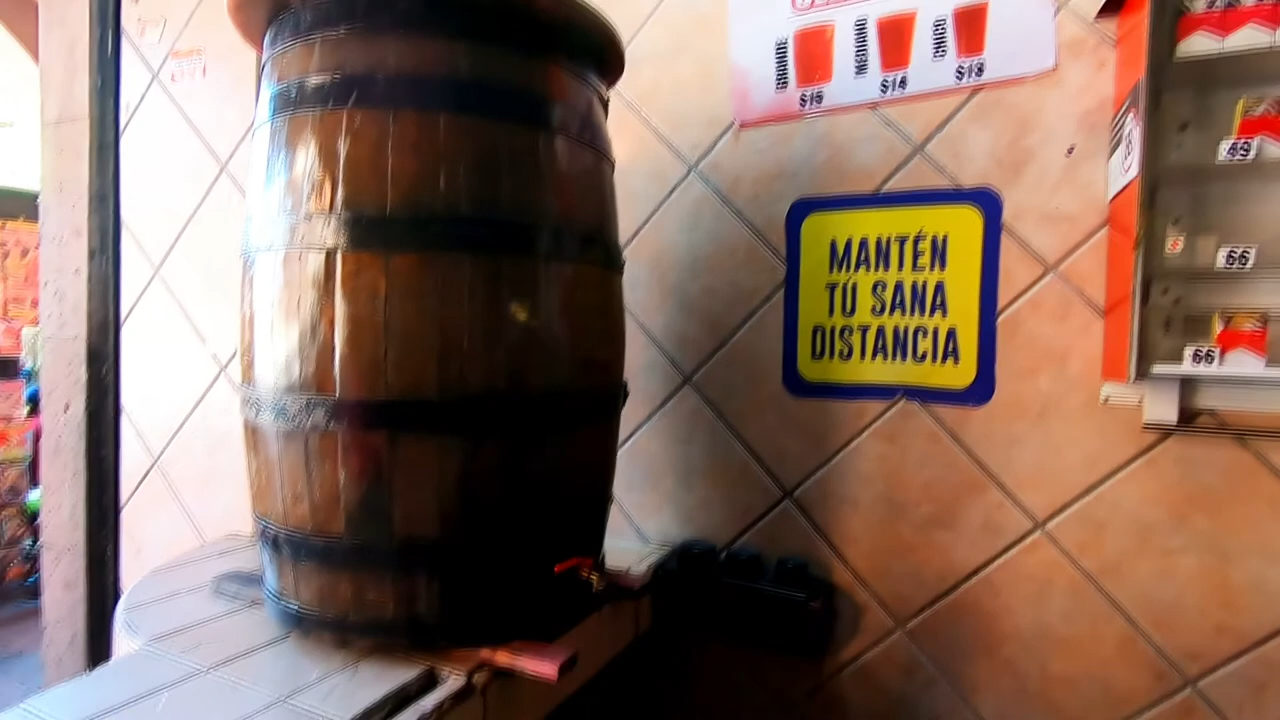 GRANDE
$15
MEDIANO
$14
CHICO
$13
49
66
66
MANTÉN
TÚ SANA
DISTANCIA